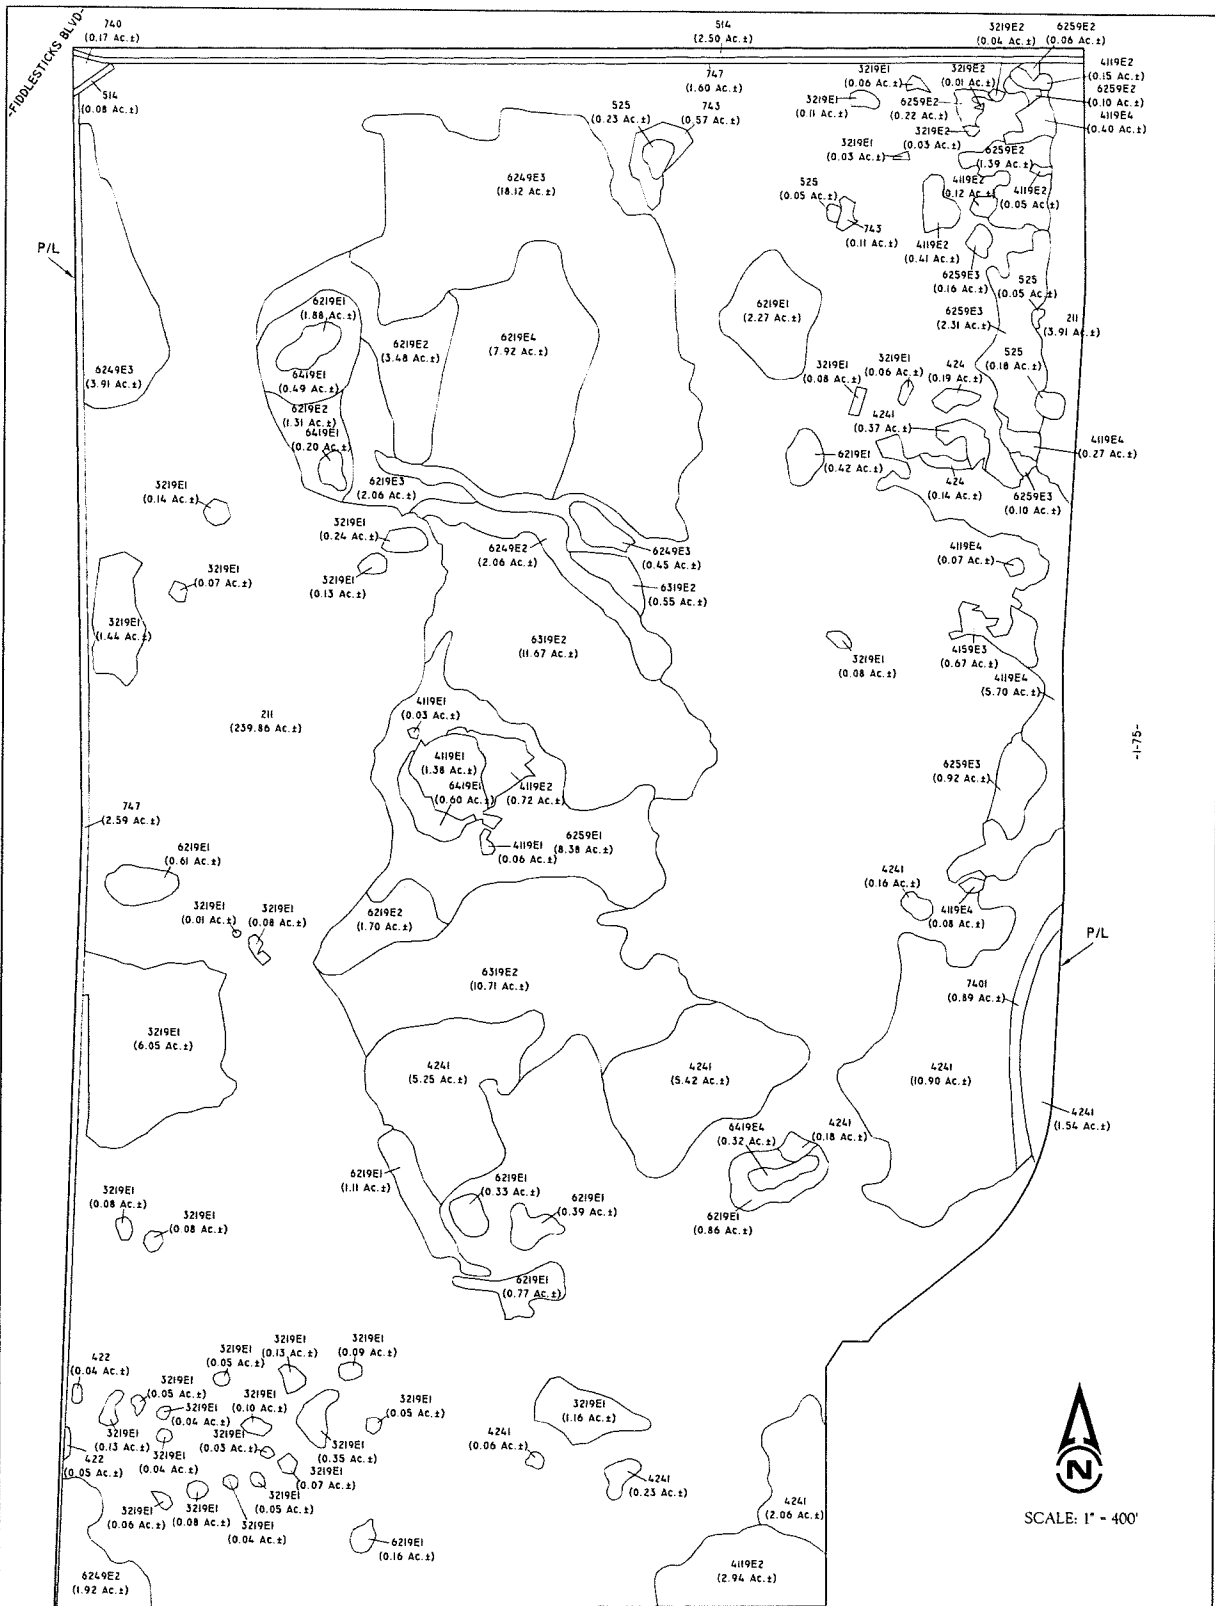 -FIDDLESTICKS BLVD-
740
(0.17 Ac.±)
514
(2.50 Ac.±)
3219E2
(0.04 Ac.±)
6259E2
(0.06 Ac.±)
514
(0.08 Ac.±)
747
(1.60 Ac.±)
3219E1
(0.06 Ac.±)
3219E2
(0.01 Ac.±)
4119E2
(0.15 Ac.±)
6259E2
(0.10 Ac.±)
4119E4
(0.40 Ac.±)
525
(0.23 Ac.±)
743
(0.57 Ac.±)
3219E1
(0.11 Ac.±)
6259E2
(0.22 Ac.±)
3219E2
(0.03 Ac.±)
3219E1
(0.03 Ac.±)
6259E2
(1.39 Ac.±)
6249E3
(18.12 Ac.±)
525
(0.05 Ac.±)
4119E2
(0.12 Ac.±)
4119E2
(0.05 Ac.±)
743
(0.11 Ac.±)
4119E2
(0.41 Ac.±)
P/L
6259E3
(0.16 Ac.±)
525
(0.05 Ac.±)
6219E1
(1.88 Ac.±)
6219E1
(2.27 Ac.±)
6259E3
(2.31 Ac.±)
211
(3.91 Ac.±)
6219E2
(3.48 Ac.±)
6219E4
(7.92 Ac.±)
525
(0.18 Ac.±)
6249E3
(3.91 Ac.±)
6419E1
(0.49 Ac.±)
3219E1
(0.08 Ac.±)
3219E1
(0.06 Ac.±)
424
(0.19 Ac.±)
6219E2
(1.31 Ac.±)
6419E1
(0.20 Ac.±)
4241
(0.37 Ac.±)
4119E4
(0.27 Ac.±)
6219E1
(0.42 Ac.±)
3219E1
(0.14 Ac.±)
6219E3
(2.06 Ac.±)
424
(0.14 Ac.±)
6259E3
(0.10 Ac.±)
3219E1
(0.24 Ac.±)
6249E2
(2.06 Ac.±)
6249E3
(0.45 Ac.±)
4119E4
(0.07 Ac.±)
3219E1
(0.07 Ac.±)
3219E1
(0.13 Ac.±)
6319E2
(0.55 Ac.±)
3219E1
(1.44 Ac.±)
6319E2
(11.67 Ac.±)
3219E1
(0.08 Ac.±)
4159E3
(0.67 Ac.±)
4119E4
(5.70 Ac.±)
211
(239.86 Ac.±)
4119E1
(0.03 Ac.±)
-I-75-
4119E1
(1.38 Ac.±)
4119E2
(0.72 Ac.±)
6419E1
(0.60 Ac.±)
6259E3
(0.92 Ac.±)
747
(2.59 Ac.±)
4119E1
(0.06 Ac.±)
6259E1
(8.38 Ac.±)
6219E1
(0.61 Ac.±)
4241
(0.16 Ac.±)
3219E1
(0.01 Ac.±)
3219E1
(0.08 Ac.±)
6219E2
(1.70 Ac.±)
4119E4
(0.08 Ac.±)
P/L
6319E2
(10.71 Ac.±)
7401
(0.89 Ac.±)
3219E1
(6.05 Ac.±)
4241
(5.25 Ac.±)
4241
(5.42 Ac.±)
4241
(10.90 Ac.±)
4241
(1.54 Ac.±)
6419E4
(0.32 Ac.±)
4241
(0.18 Ac.±)
6219E1
(1.11 Ac.±)
6219E1
(0.33 Ac.±)
6219E1
(0.39 Ac.±)
6219E1
(0.86 Ac.±)
3219E1
(0.08 Ac.±)
3219E1
(0.08 Ac.±)
6219E1
(0.77 Ac.±)
422
(0.04 Ac.±)
3219E1
(0.05 Ac.±)
3219E1
(0.13 Ac.±)
3219E1
(0.09 Ac.±)
3219E1
(0.05 Ac.±)
3219E1
(0.04 Ac.±)
3219E1
(0.10 Ac.±)
3219E1
(0.05 Ac.±)
3219E1
(1.16 Ac.±)
3219E1
(0.13 Ac.±)
3219E1
(0.04 Ac.±)
3219E1
(0.03 Ac.±)
3219E1
(0.35 Ac.±)
4241
(0.06 Ac.±)
422
(0.05 Ac.±)
3219E1
(0.07 Ac.±)
4241
(0.23 Ac.±)
3219E1
(0.06 Ac.±)
3219E1
(0.08 Ac.±)
3219E1
(0.04 Ac.±)
3219E1
(0.05 Ac.±)
4241
(2.06 Ac.±)
6219E1
(0.16 Ac.±)
6249E2
(1.92 Ac.±)
4119E2
(2.94 Ac.±)
N
SCALE: 1" = 400'